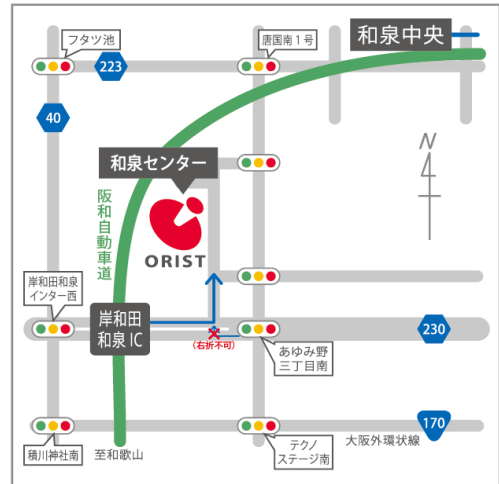 フタツ池
唐国南1号
和泉中央
223
40
N
和泉センター
阪和自動車道
ORIST
岸和田和泉
インター西
岸和田
和泉IC
(右折不可)
あゆみ野
三丁目南
230
170
積川神社南
至和歌山
テクノ
ステージ南
大阪外環状線